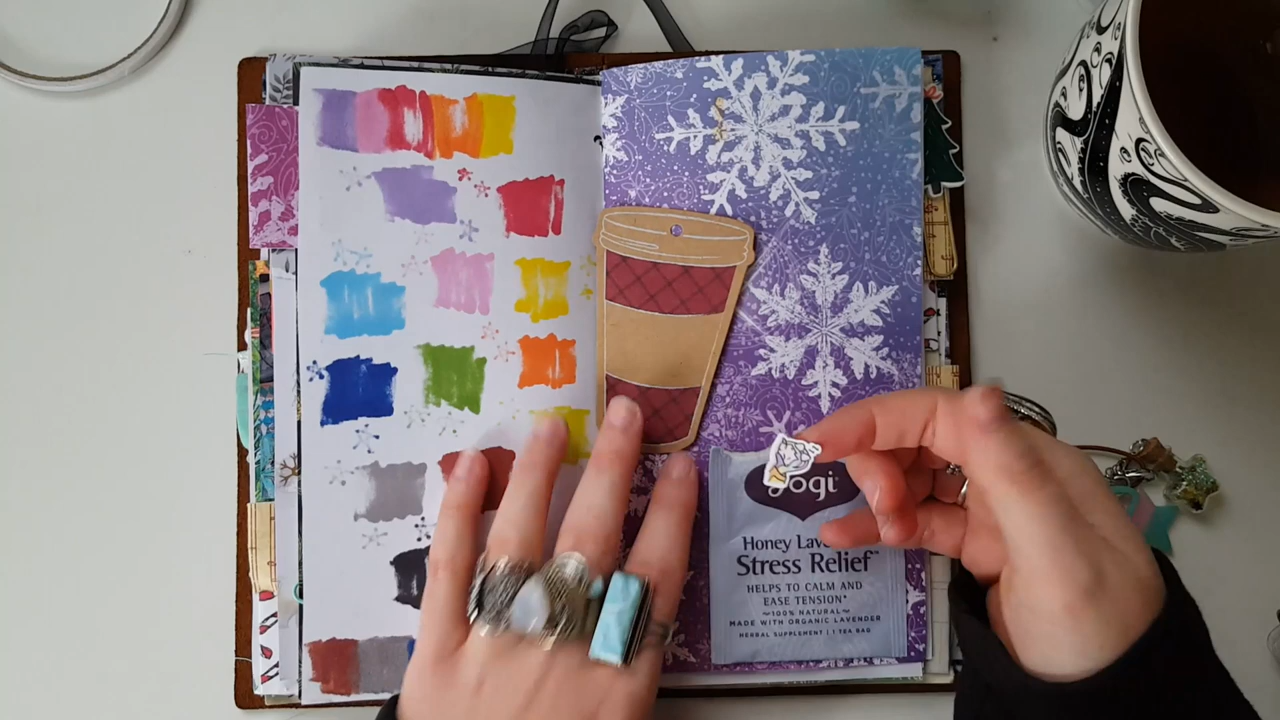 yogi
Honey Lav
Stress Relief™
HELPS TO CALM AND
EASE TENSION*
~100% NATURAL~
MADE WITH ORGANIC LAVENDER
HERBAL SUPPLEMENT | 1 TEA BAG